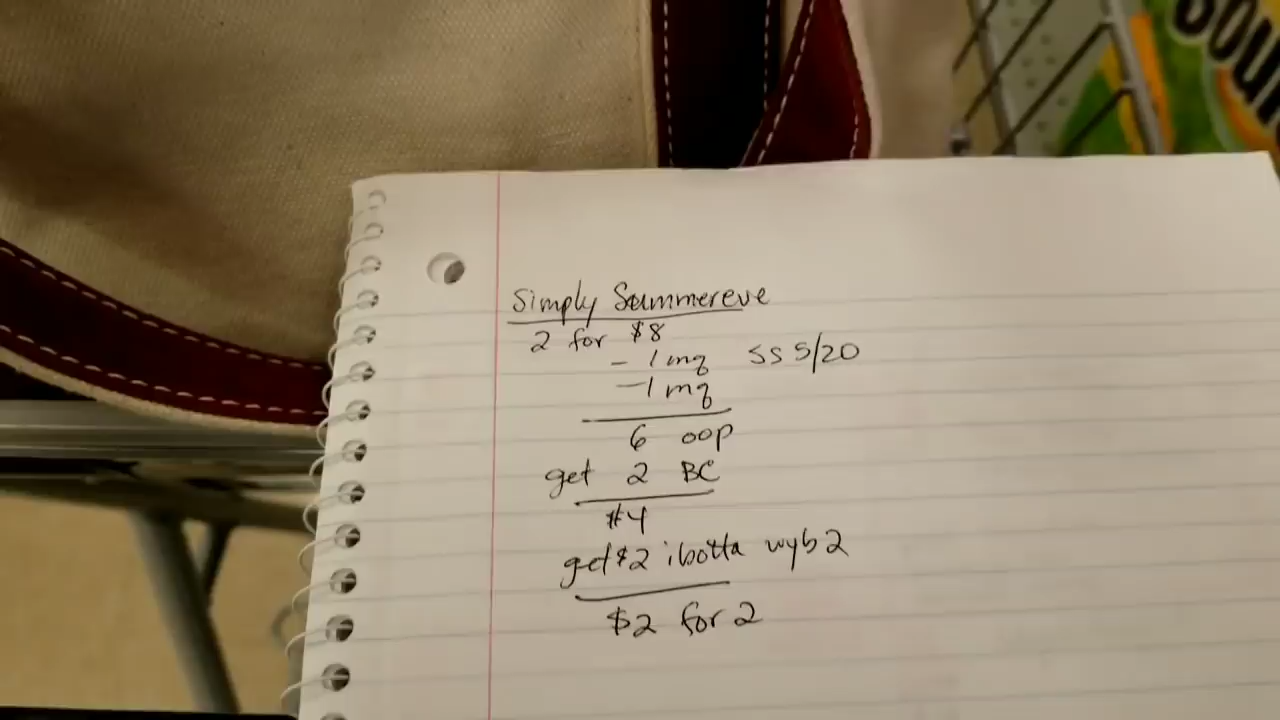 Simply Summereve
2 for $8
- 1 mq SS 5/20
- 1 mq
6 oop
get 2 BC
$4
get $2 ibotta wyb 2
$2 for 2